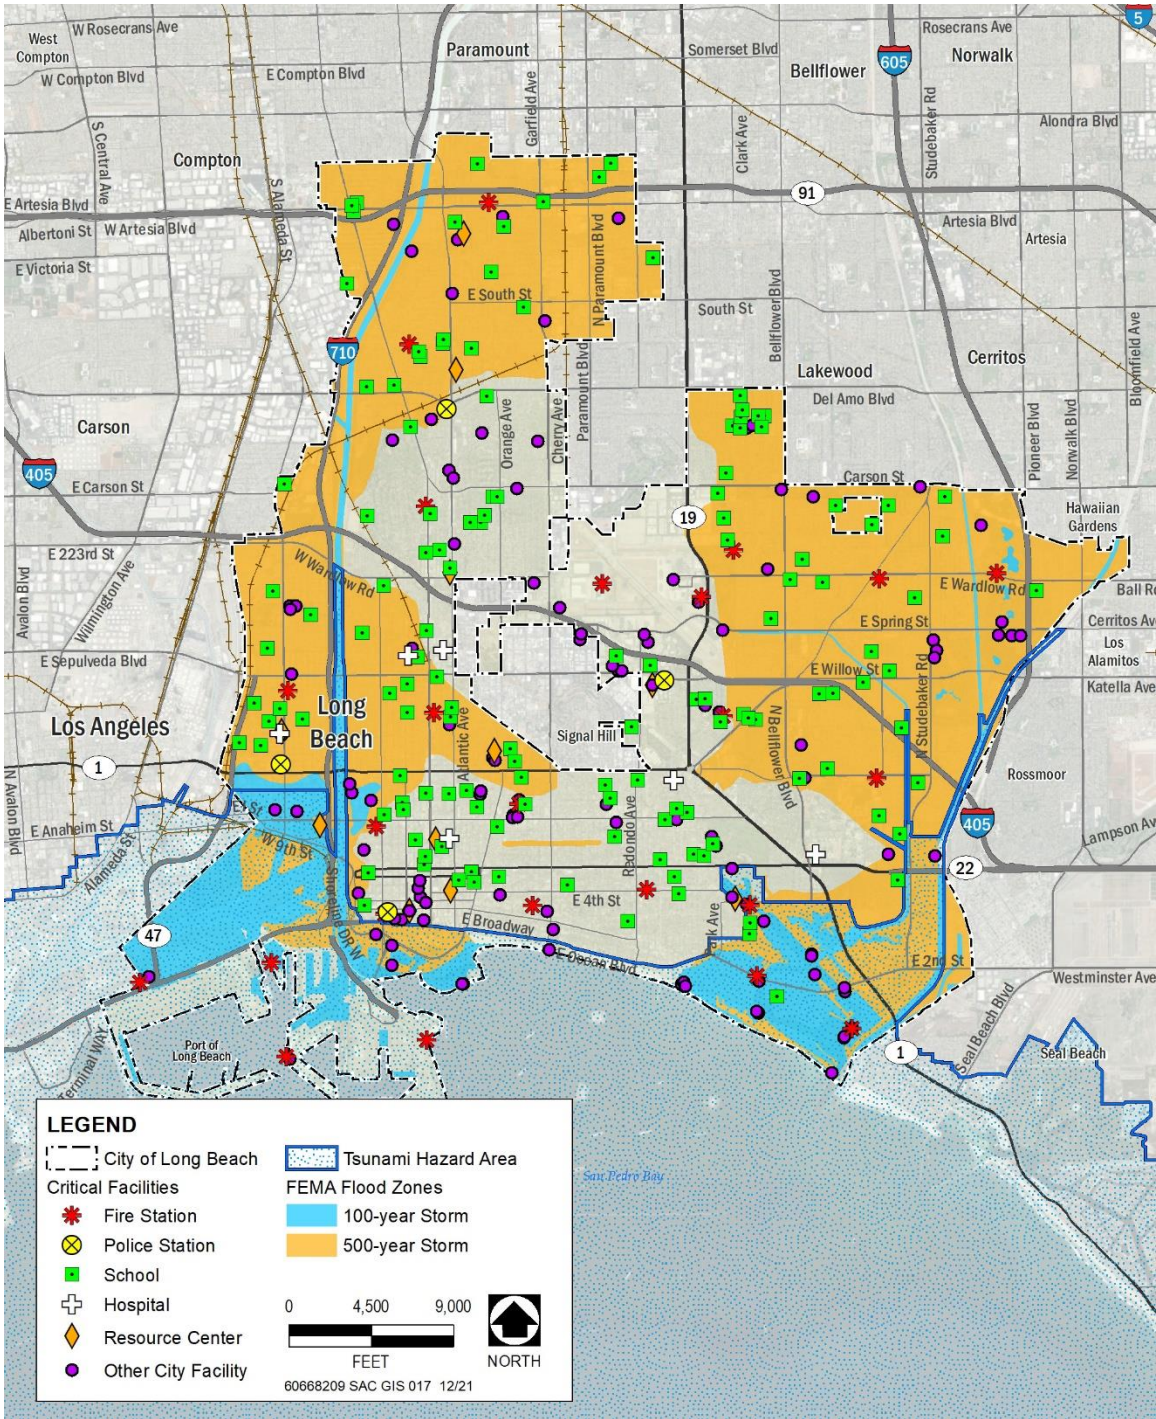 5
W Rosecrans Ave
Rosecrans Ave
West
Compton
Paramount
Somerset Blvd
605
Norwalk
W Compton Blvd
E Compton Blvd
Bellflower
Garfield Ave
Clark Ave
Studebaker Rd
S Central Ave
Alondra Blvd
Compton
S Alameda St
91
E Artesia Blvd
Albertoni St
W Artesia Blvd
Artesia Blvd
Artesia
E Victoria St
N Paramount Blvd
E South St
South St
Bellflower Blvd
Bloomfield Ave
710
Paramount Blvd
Cerritos
Lakewood
Del Amo Blvd
Carson
Orange Ave
Cherry Ave
Pioneer Blvd
Norwalk Blvd
405
E Carson St
Carson St
19
Hawaiian
Gardens
E 223rd St
W Wardlow Rd
E Wardlow Rd
Ball Rd
Avalon Blvd
Wilmington Ave
E Spring St
Cerritos Ave
E Sepulveda Blvd
E Willow St
Los
Alamitos
Katella Ave
Long
Beach
Los Angeles
Atlantic Ave
Signal Hill
N Bellflower Blvd
N Studebaker Rd
1
Rossmoor
N Avalon Blvd
E I St
E Anaheim St
Alameda St
W 9th St
Redondo Ave
405
Lampson Av
22
Shoreline DR W
E 4th St
47
E Broadway
Park Ave
E Ocean Blvd
E 2nd St
Westminster Ave
Seal Beach Blvd
Terminal WAY
Port of
Long Beach
1
Seal Beach
San Pedro Bay
LEGEND
City of Long Beach
Tsunami Hazard Area
Critical Facilities
FEMA Flood Zones
Fire Station
100-year Storm
Police Station
500-year Storm
School
Hospital
0 4,500 9,000
Resource Center
FEET
NORTH
Other City Facility
60668209 SAC GIS 017 12/21